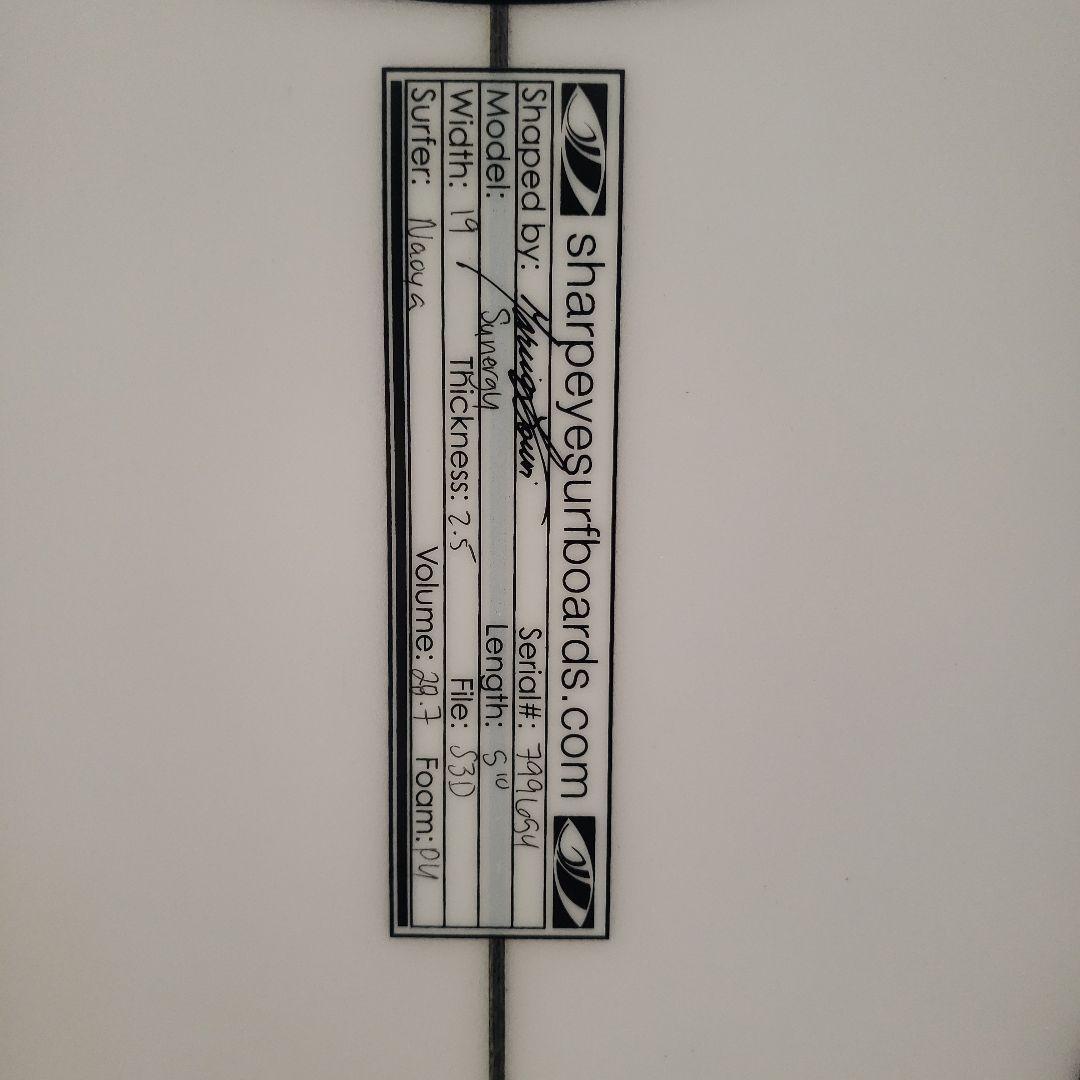 sharpeyesurfboards.com
Shaped by: Serial#:
Model: Synergy Length: 5'10
Width: 19 Thickness: 2.5 File: S3D
Surfer: Naoya Volume: 28.7 Foam: PU